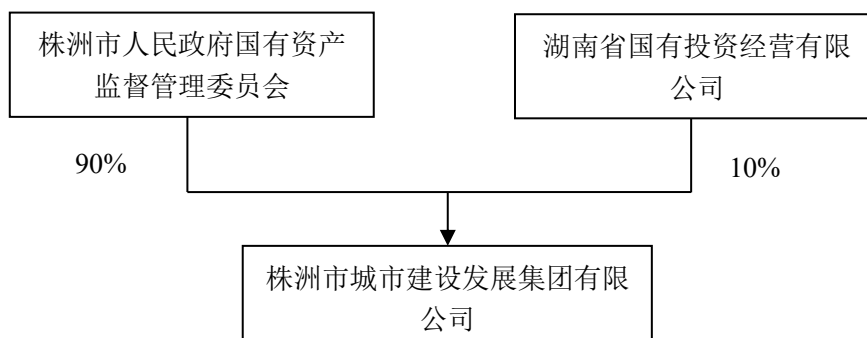 株洲市人民政府国有资产
监督管理委员会
湖南省国有投资经营有限
公司
90%
10%
株洲市城市建设发展集团有限
公司